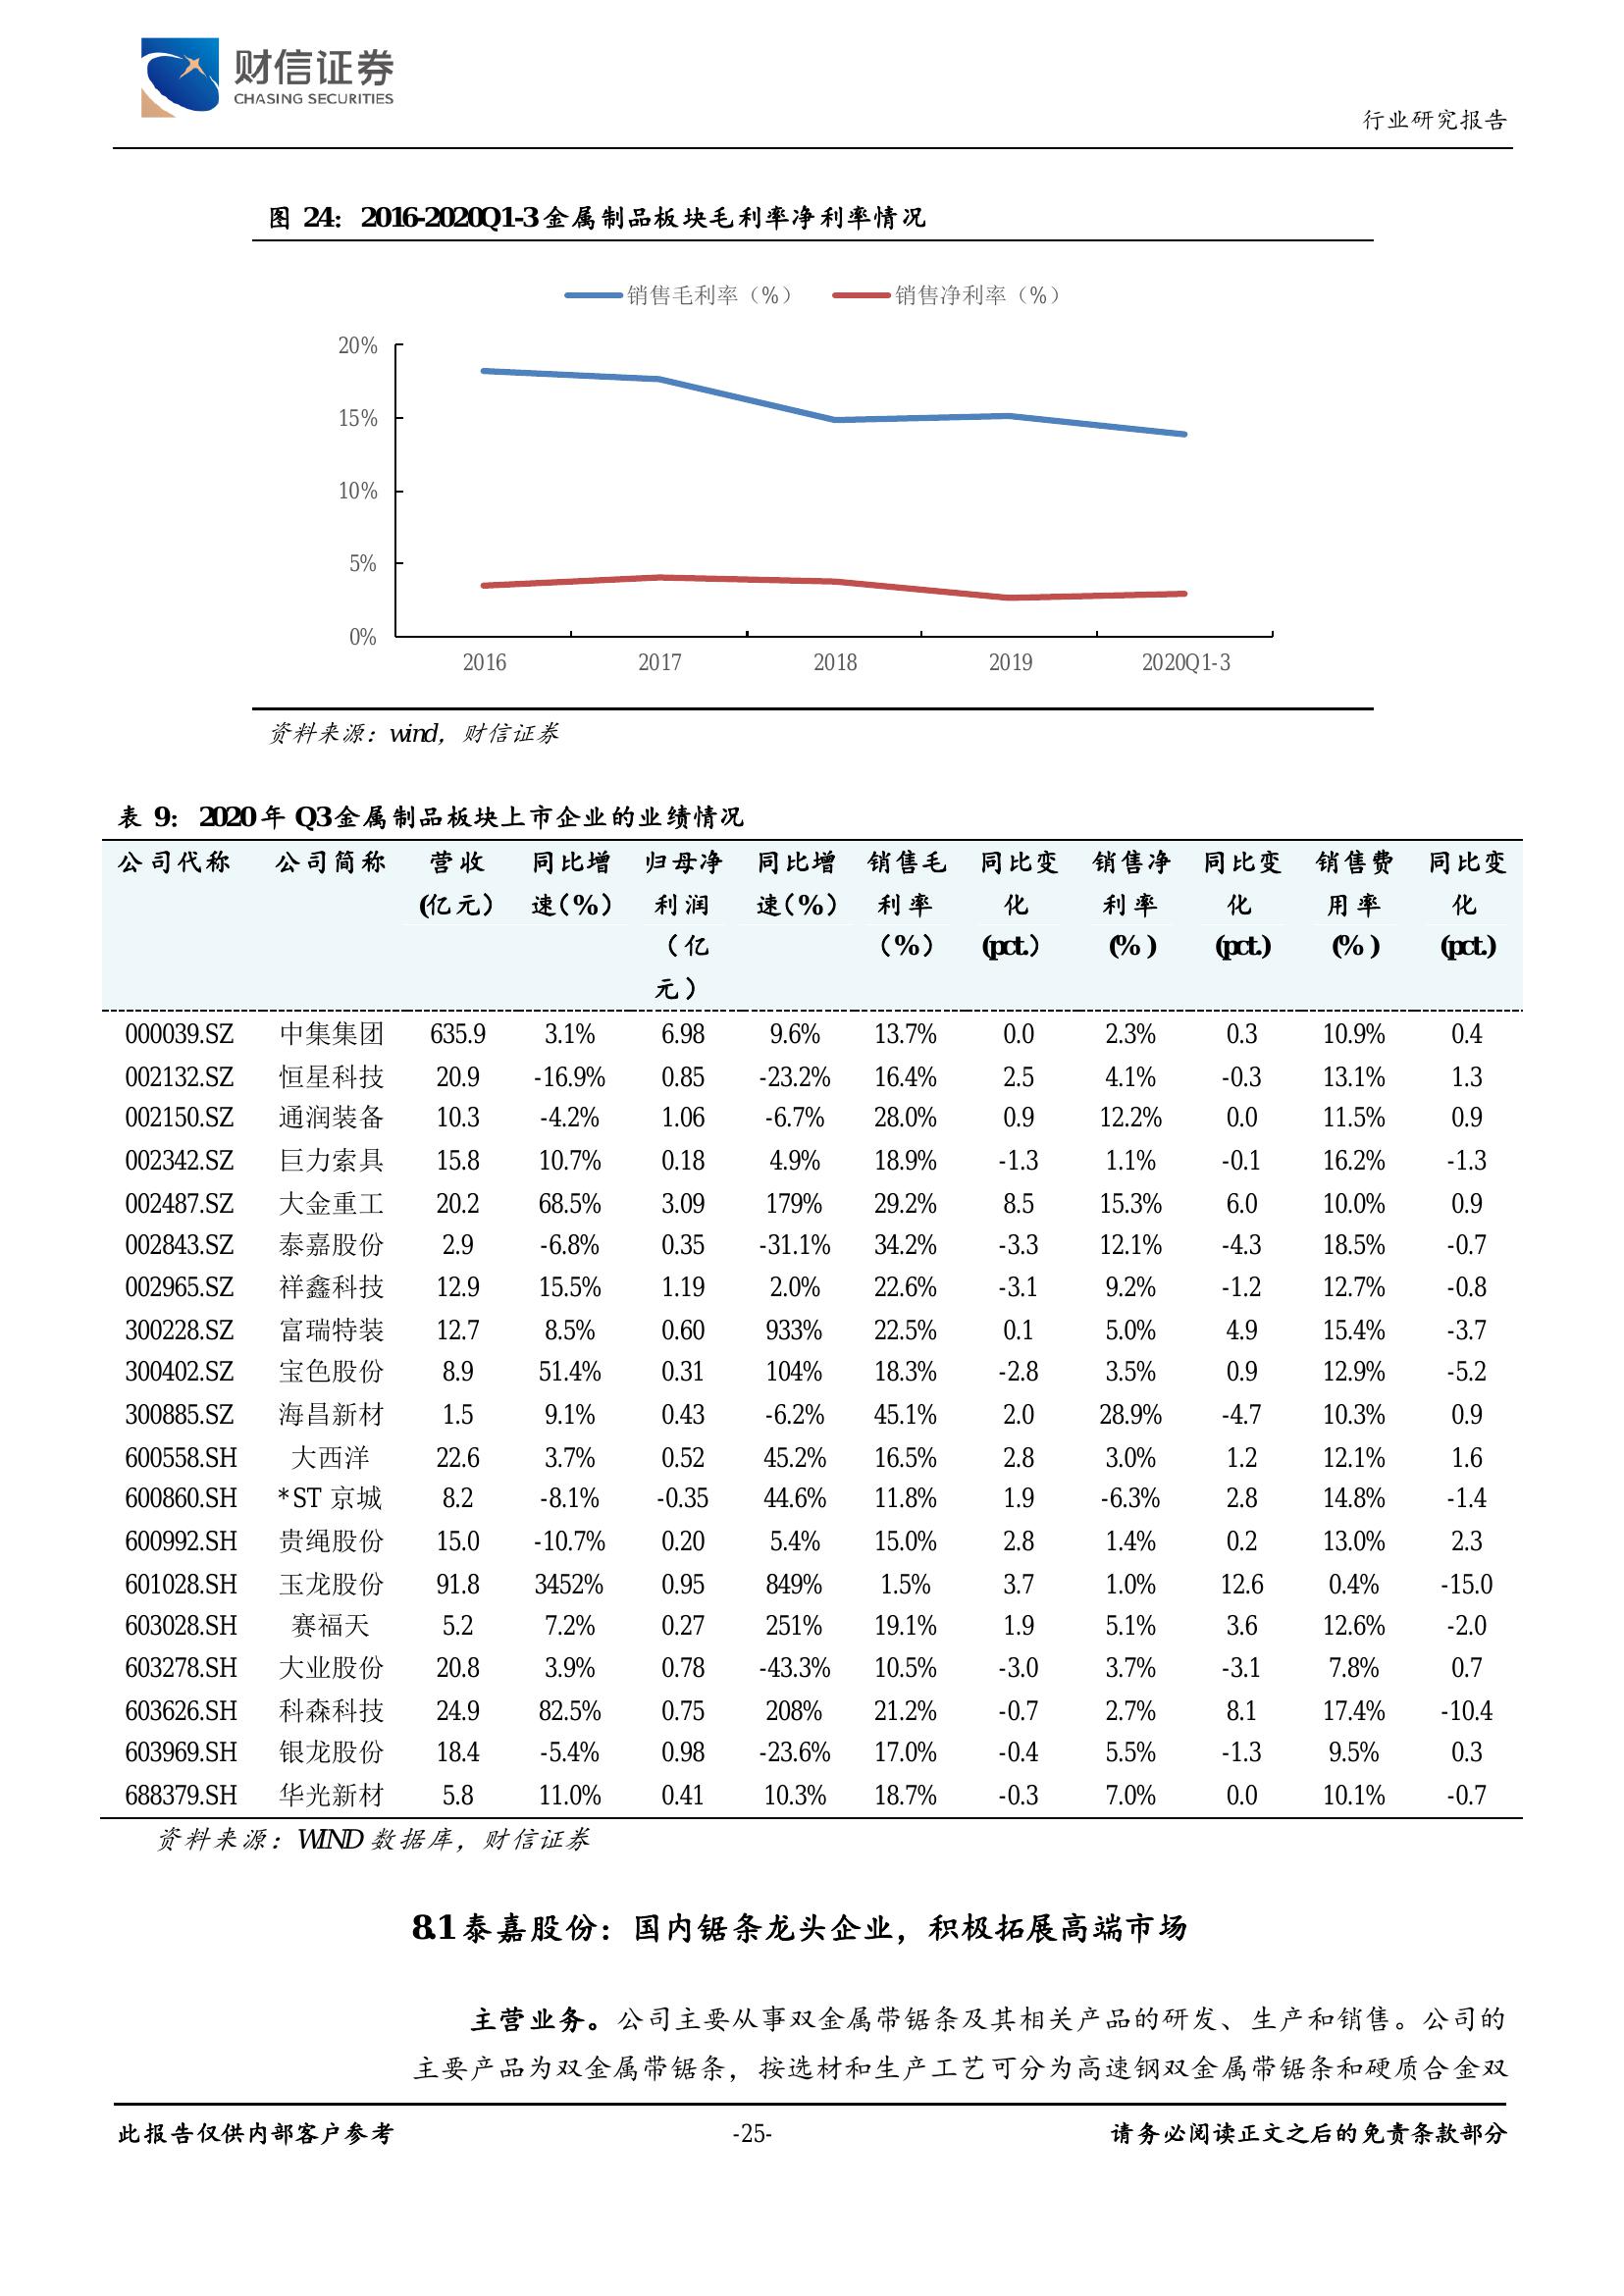 财信证券
CHASING SECURITIES
行业研究报告
图 24：2016-2020Q1-3 金属制品板块毛利率净利率情况
销售毛利率（%） 销售净利率（%）
20%
15%
10%
5%
0%
2016 2017 2018 2019 2020Q1-3
资料来源：wind，财信证券
表 9：2020 年 Q3 金属制品板块上市企业的业绩情况
公司代称 公司简称 营收 同比增 归母净 同比增 销售毛 同比变 销售净 同比变 销售费 同比变
(亿元) 速(%) 利润 速(%) 利率 化 利率 化 用率 化
（亿 （%） (pct.) (%) (pct.) (%) (pct.)
元）
000039.SZ 中集集团 635.9 3.1% 6.98 9.6% 13.7% 0.0 2.3% 0.3 10.9% 0.4
002132.SZ 恒星科技 20.9 -16.9% 0.85 -23.2% 16.4% 2.5 4.1% -0.3 13.1% 1.3
002150.SZ 通润装备 10.3 -4.2% 1.06 -6.7% 28.0% 0.9 12.2% 0.0 11.5% 0.9
002342.SZ 巨力索具 15.8 10.7% 0.18 4.9% 18.9% -1.3 1.1% -0.1 16.2% -1.3
002487.SZ 大金重工 20.2 68.5% 3.09 179% 29.2% 8.5 15.3% 6.0 10.0% 0.9
002843.SZ 泰嘉股份 2.9 -6.8% 0.35 -31.1% 34.2% -3.3 12.1% -4.3 18.5% -0.7
002965.SZ 祥鑫科技 12.9 15.5% 1.19 2.0% 22.6% -3.1 9.2% -1.2 12.7% -0.8
300228.SZ 富瑞特装 12.7 8.5% 0.60 933% 22.5% 0.1 5.0% 4.9 15.4% -3.7
300402.SZ 宝色股份 8.9 51.4% 0.31 104% 18.3% -2.8 3.5% 0.9 12.9% -5.2
300885.SZ 海昌新材 1.5 9.1% 0.43 -6.2% 45.1% 2.0 28.9% -4.7 10.3% 0.9
600558.SH 大西洋 22.6 3.7% 0.52 45.2% 16.5% 2.8 3.0% 1.2 12.1% 1.6
600860.SH *ST 京城 8.2 -8.1% -0.35 44.6% 11.8% 1.9 -6.3% 2.8 14.8% -1.4
600992.SH 贵绳股份 15.0 -10.7% 0.20 5.4% 15.0% 2.8 1.4% 0.2 13.0% 2.3
601028.SH 玉龙股份 91.8 3452% 0.95 849% 1.5% 3.7 1.0% 12.6 0.4% -15.0
603028.SH 赛福天 5.2 7.2% 0.27 251% 19.1% 1.9 5.1% 3.6 12.6% -2.0
603278.SH 大业股份 20.8 3.9% 0.78 -43.3% 10.5% -3.0 3.7% -3.1 7.8% 0.7
603626.SH 科森科技 24.9 82.5% 0.75 208% 21.2% -0.7 2.7% 8.1 17.4% -10.4
603969.SH 银龙股份 18.4 -5.4% 0.98 -23.6% 17.0% -0.4 5.5% -1.3 9.5% 0.3
688379.SH 华光新材 5.8 11.0% 0.41 10.3% 18.7% -0.3 7.0% 0.0 10.1% -0.7
资料来源：WIND 数据库，财信证券
8.1 泰嘉股份：国内锯条龙头企业，积极拓展高端市场
主营业务。公司主要从事双金属带锯条及其相关产品的研发、生产和销售。公司的
主要产品为双金属带锯条，按选材和生产工艺可分为高速钢双金属带锯条和硬质合金双
此报告仅供内部客户参考 -25- 请务必阅读正文之后的免责条款部分